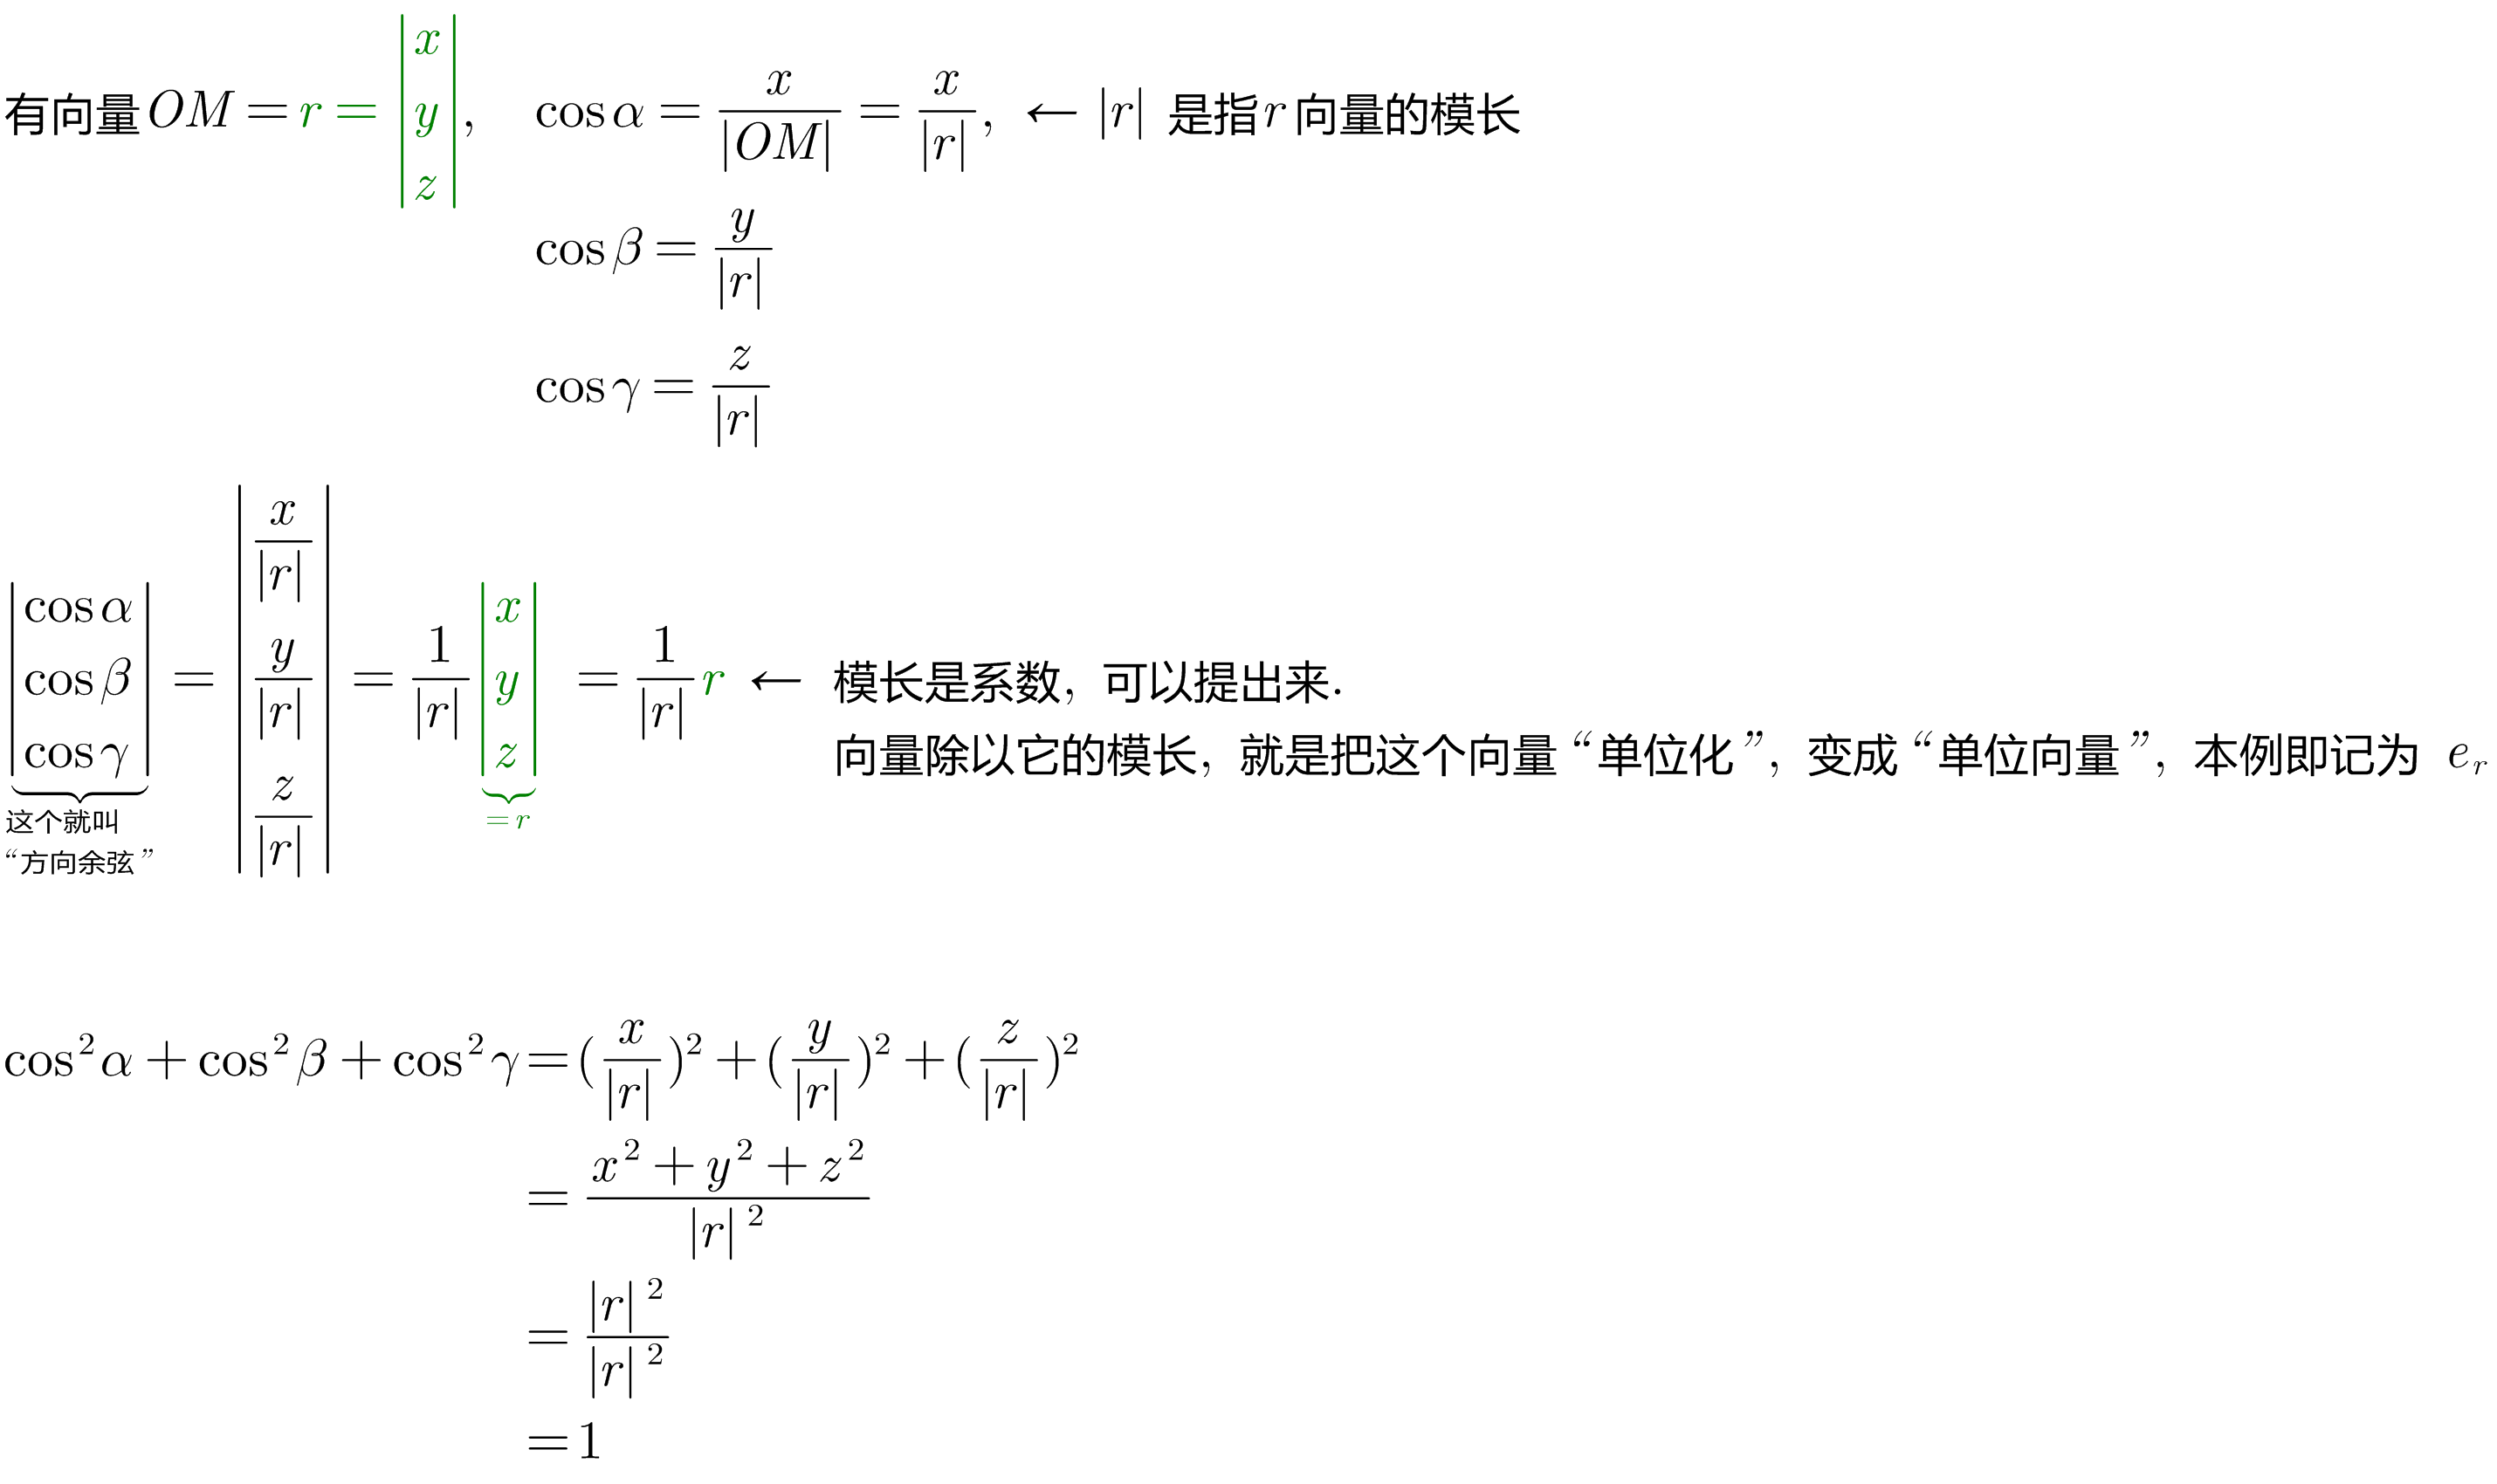 有向量 $OM = r = \begin{vmatrix} x \\ y \\ z \end{vmatrix}$, $\cos\alpha = \frac{x}{|OM|} = \frac{x}{|r|}$, ← $|r|$ 是指 $r$ 向量的模长
$\cos\beta = \frac{y}{|r|}$
$\cos\gamma = \frac{z}{|r|}$
$\underbrace{\begin{vmatrix} \cos\alpha \\ \cos\beta \\ \cos\gamma \end{vmatrix}} = \begin{vmatrix} \frac{x}{|r|} \\ \frac{y}{|r|} \\ \frac{z}{|r|} \end{vmatrix} = \frac{1}{|r|} \underbrace{\begin{vmatrix} x \\ y \\ z \end{vmatrix}}_{=r} = \frac{1}{|r|} r$ ← 模长是系数, 可以提出来.
向量除以它的模长, 就是把这个向量“单位化”, 变成“单位向量”, 本例即记为 $e_r$
这个就叫
“方向余弦”
$\cos^2\alpha + \cos^2\beta + \cos^2\gamma = (\frac{x}{|r|})^2 + (\frac{y}{|r|})^2 + (\frac{z}{|r|})^2$
$= \frac{x^2 + y^2 + z^2}{|r|^2}$
$= \frac{|r|^2}{|r|^2}$
$= 1$